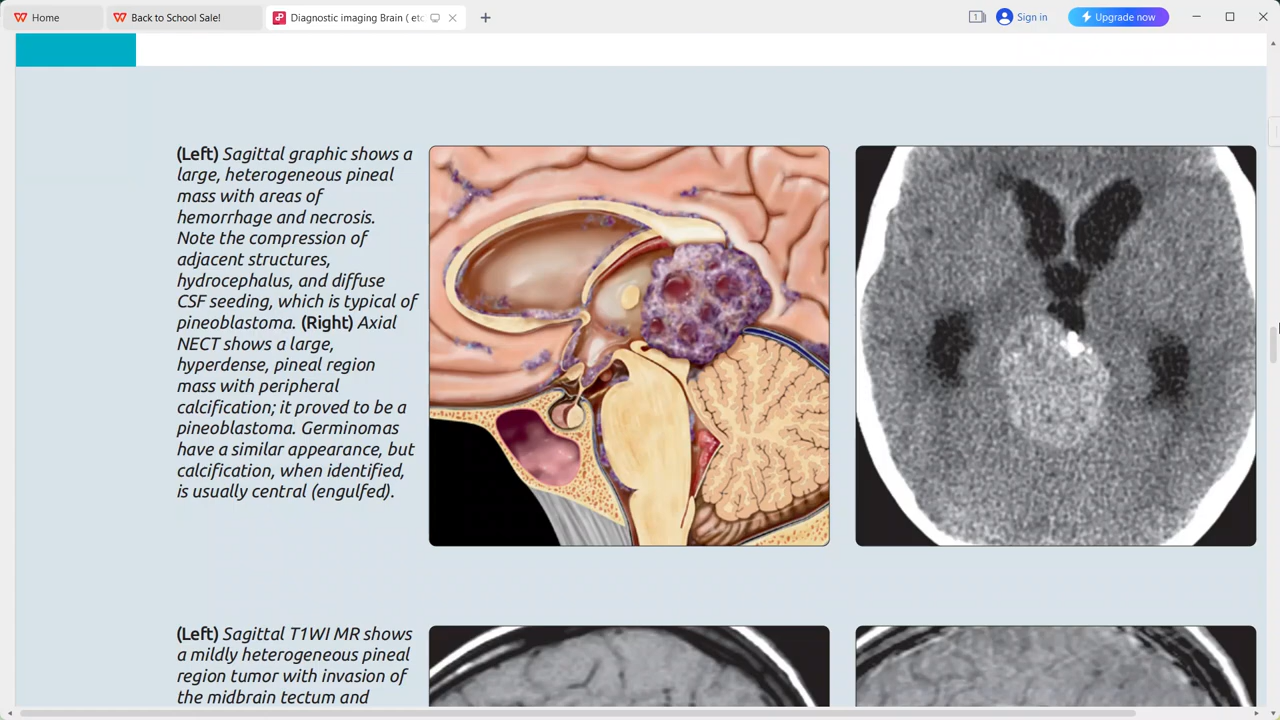 Home
Back to School Sale!
Diagnostic imaging Brain ( etc
Sign in
Upgrade now
(Left) Sagittal graphic shows a
large, heterogeneous pineal
mass with areas of
hemorrhage and necrosis.
Note the compression of
adjacent structures,
hydrocephalus, and diffuse
CSF seeding, which is typical of
pineoblastoma. (Right) Axial
NECT shows a large,
hyperdense, pineal region
mass with peripheral
calcification; it proved to be a
pineoblastoma. Germinomas
have a similar appearance, but
calcification, when identified,
is usually central (engulfed).
(Left) Sagittal T1WI MR shows
a mildly heterogeneous pineal
region tumor with invasion of
the midbrain tectum and